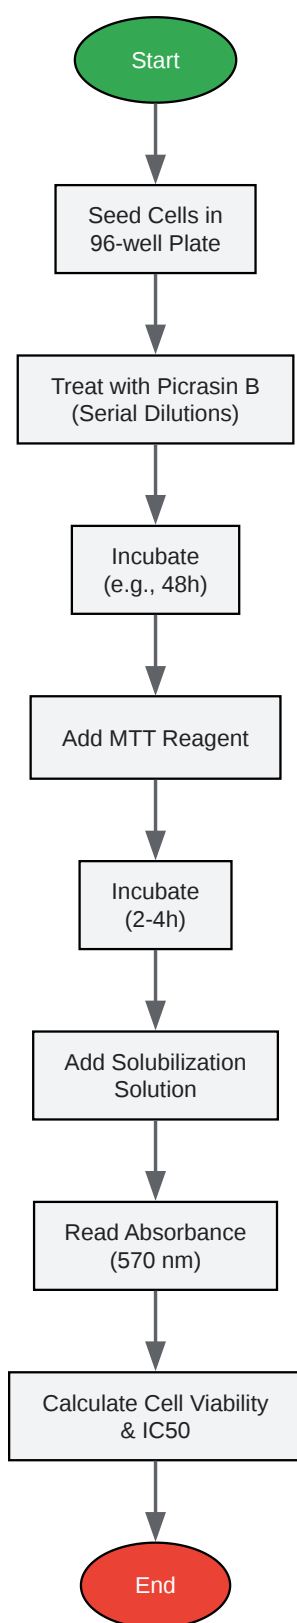 Start
Seed Cells in
96-well Plate
Treat with Picrasin B
(Serial Dilutions)
Incubate
(e.g., 48h)
Add MTT Reagent
Incubate
(2-4h)
Add Solubilization
Solution
Read Absorbance
(570 nm)
Calculate Cell Viability
& IC50
End